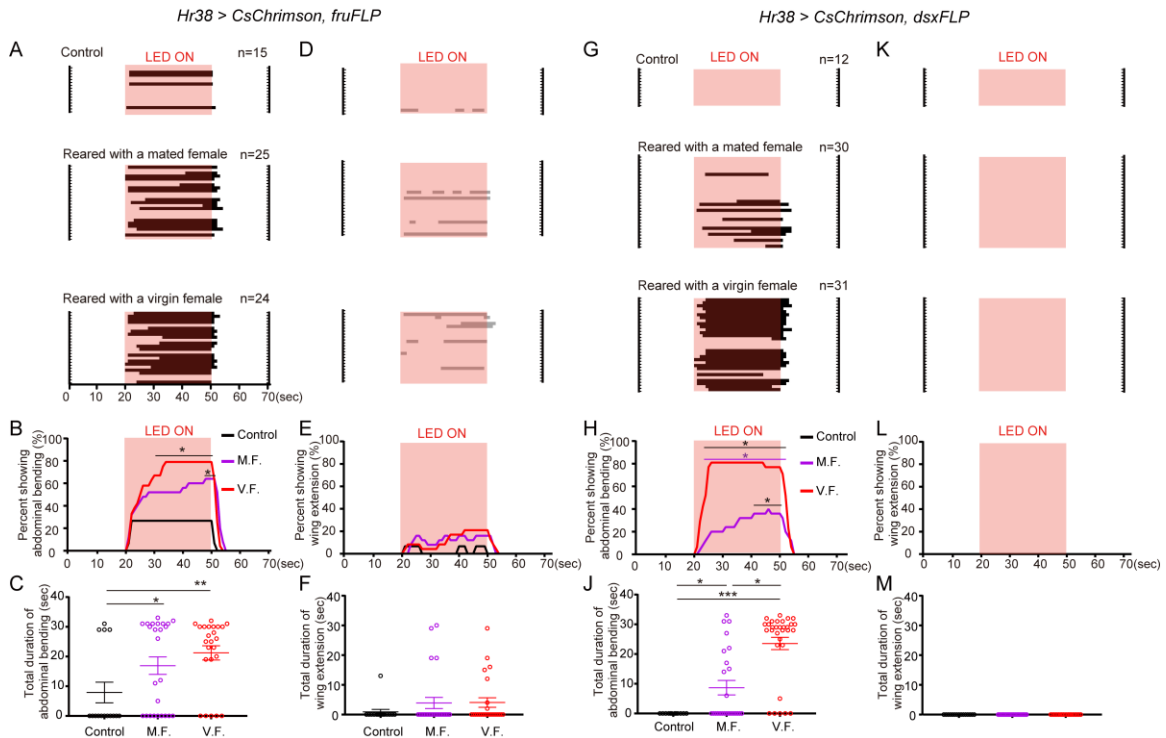 Hr38 > CsChrimson, fruFLP
Hr38 > CsChrimson, dsxFLP
A
Control
LED ON
n=15
Reared with a mated female
n=25
Reared with a virgin female
n=24
0 10 20 30 40 50 60 70(sec)
D
LED ON
G
Control
LED ON
n=12
Reared with a mated female
n=30
Reared with a virgin female
n=31
0 10 20 30 40 50 60 70(sec)
K
LED ON
B
LED ON
Percent showing
abdominal bending (%)
100
80
60
40
20
0
*
*
Control
M.F.
V.F.
0 10 20 30 40 50 60 70(sec)
E
LED ON
Percent showing
wing extension (%)
100
80
60
40
20
0
0 10 20 30 40 50 60 70(sec)
H
LED ON
Percent showing
abdominal bending (%)
100
80
60
40
20
0
*
*
*
Control
M.F.
V.F.
0 10 20 30 40 50 60 70(sec)
L
LED ON
Percent showing
wing extension (%)
100
80
60
40
20
0
0 10 20 30 40 50 60 70(sec)
C
Total duration of
abdominal bending (sec)
40
30
20
10
0
**
*
Control M.F. V.F.
F
Total duration of
wing extension (sec)
40
30
20
10
0
Control M.F. V.F.
J
Total duration of
abdominal bending (sec)
40
30
20
10
0
* *
***
Control M.F. V.F.
M
Total duration of
wing extension (sec)
40
30
20
10
0
Control M.F. V.F.